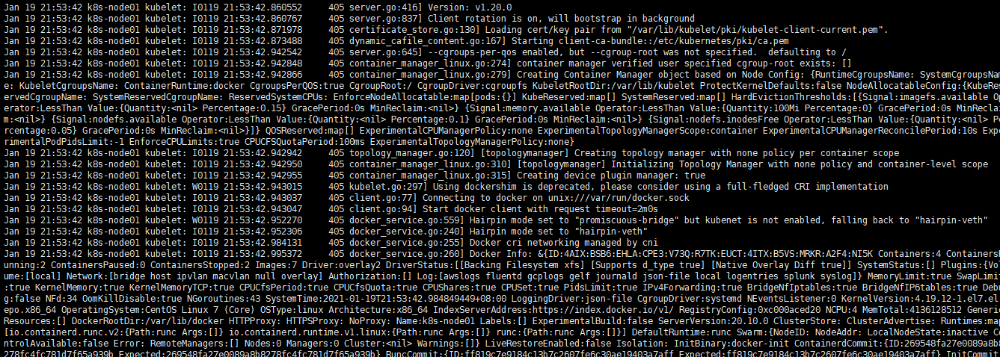 Jan 19 21:53:42 k8s-node01 kubelet: I0119 21:53:42.860552     405 server.go:416] Version: v1.20.0
Jan 19 21:53:42 k8s-node01 kubelet: I0119 21:53:42.860767     405 server.go:837] Client rotation is on, will bootstrap in background
Jan 19 21:53:42 k8s-node01 kubelet: I0119 21:53:42.871978     405 certificate_store.go:130] Loading cert/key pair from "/var/lib/kubelet/pki/kubelet-client-current.pem".
Jan 19 21:53:42 k8s-node01 kubelet: I0119 21:53:42.873488     405 dynamic_cafile_content.go:167] Starting client-ca-bundle::/etc/kubernetes/pki/ca.pem
Jan 19 21:53:42 k8s-node01 kubelet: I0119 21:53:42.942542     405 server.go:645] --cgroups-per-qos enabled, but --cgroup-root was not specified.  defaulting to /
Jan 19 21:53:42 k8s-node01 kubelet: I0119 21:53:42.942848     405 container_manager_linux.go:274] container manager verified user specified cgroup-root exists: []
Jan 19 21:53:42 k8s-node01 kubelet: I0119 21:53:42.942866     405 container_manager_linux.go:279] Creating Container Manager object based on Node Config: {RuntimeCgroupsName: SystemCgroupsNam
e: KubeletCgroupsName: ContainerRuntime:docker CgroupsPerQOS:true CgroupRoot:/ CgroupDriver:cgroupfs KubeletRootDir:/var/lib/kubelet ProtectKernelDefaults:false NodeAllocatableConfig:{KubeRes
ervedCgroupName: SystemReservedCgroupName: ReservedSystemCPUs: EnforceNodeAllocatable:map[pods:{}] KubeReserved:map[] SystemReserved:map[] HardEvictionThresholds:[{Signal:imagefs.available Op
erator:LessThan Value:{Quantity:<nil> Percentage:0.15} GracePeriod:0s MinReclaim:<nil>} {Signal:memory.available Operator:LessThan Value:{Quantity:100Mi Percentage:0} GracePeriod:0s MinReclai
m:<nil>} {Signal:nodefs.available Operator:LessThan Value:{Quantity:<nil> Percentage:0.1} GracePeriod:0s MinReclaim:<nil>} {Signal:nodefs.inodesFree Operator:LessThan Value:{Quantity:<nil> Pe
rcentage:0.05} GracePeriod:0s MinReclaim:<nil>}]} QOSReserved:map[] ExperimentalCPUManagerPolicy:none ExperimentalTopologyManagerScope:container ExperimentalCPUManagerReconcilePeriod:10s Expe
rimentalPodPidsLimit:-1 EnforceCPULimits:true CPUCFSQuotaPeriod:100ms ExperimentalTopologyManagerPolicy:none}
Jan 19 21:53:42 k8s-node01 kubelet: I0119 21:53:42.942942     405 topology_manager.go:120] [topologymanager] Creating topology manager with none policy per container scope
Jan 19 21:53:42 k8s-node01 kubelet: I0119 21:53:42.942950     405 container_manager_linux.go:310] [topologymanager] Initializing Topology Manager with none policy and container-level scope
Jan 19 21:53:42 k8s-node01 kubelet: I0119 21:53:42.942955     405 container_manager_linux.go:315] Creating device plugin manager: true
Jan 19 21:53:42 k8s-node01 kubelet: W0119 21:53:42.943015     405 kubelet.go:297] Using dockershim is deprecated, please consider using a full-fledged CRI implementation
Jan 19 21:53:42 k8s-node01 kubelet: I0119 21:53:42.943037     405 client.go:77] Connecting to docker on unix:///var/run/docker.sock
Jan 19 21:53:42 k8s-node01 kubelet: I0119 21:53:42.943047     405 client.go:94] Start docker client with request timeout=2m0s
Jan 19 21:53:42 k8s-node01 kubelet: W0119 21:53:42.952270     405 docker_service.go:559] Hairpin mode set to "promiscuous-bridge" but kubenet is not enabled, falling back to "hairpin-veth"
Jan 19 21:53:42 k8s-node01 kubelet: I0119 21:53:42.952306     405 docker_service.go:240] Hairpin mode set to "hairpin-veth"
Jan 19 21:53:42 k8s-node01 kubelet: I0119 21:53:42.984131     405 docker_service.go:255] Docker cri networking managed by cni
Jan 19 21:53:42 k8s-node01 kubelet: I0119 21:53:42.995372     405 docker_service.go:260] Docker Info: &{ID:4AIX:BSB6:EHLA:CPE3:V73Q:R7TK:EUCT:4ITX:B5VS:MRKR:A2F4:NI5K Containers:4 ContainersR
unning:2 ContainersPaused:0 ContainersStopped:2 Images:7 Driver:overlay2 DriverStatus:[[Backing Filesystem xfs] [Supports d_type true] [Native Overlay Diff true]] SystemStatus:[] Plugins:{Vol
ume:[local] Network:[bridge host ipvlan macvlan null overlay] Authorization:[] Log:[awslogs fluentd gcplogs gelf journald json-file local logentries splunk syslog]} MemoryLimit:true SwapLimit
:true KernelMemory:true KernelMemoryTCP:true CPUCfsPeriod:true CPUCfsQuota:true CPUShares:true CPUSet:true PidsLimit:true IPv4Forwarding:true BridgeNfIptables:true BridgeNfIP6tables:true Debu
g:false NFd:34 OomKillDisable:true NGoroutines:43 SystemTime:2021-01-19T21:53:42.984849449+08:00 LoggingDriver:json-file CgroupDriver:systemd NEventsListener:0 KernelVersion:4.19.12-1.el7.el
epo.x86_64 OperatingSystem:CentOS Linux 7 (Core) OSType:linux Architecture:x86_64 IndexServerAddress:https://index.docker.io/v1/ RegistryConfig:0xc000aced20 NCPU:4 MemTotal:4136128512 Generic
Resources:[] DockerRootDir:/var/lib/docker HTTPProxy: HTTPSProxy: NoProxy: Name:k8s-node01 Labels:[] ExperimentalBuild:false ServerVersion:20.10.0 ClusterStore: ClusterAdvertise: Runtimes:map
[io.containerd.runc.v2:{Path:runc Args:[]} io.containerd.runtime.v1.linux:{Path:runc Args:[]} runc:{Path:runc Args:[]}] DefaultRuntime:runc Swarm:{NodeID: NodeAddr: LocalNodeState:inactive Co
ntrolAvailable:false Error: RemoteManagers:[] Nodes:0 Managers:0 Cluster:<nil> Warnings:[]} LiveRestoreEnabled:false Isolation: InitBinary:docker-init ContainerdCommit:{ID:269548fa27e0089a8b8
278fc4fc781d7f65a939b Expected:269548fa27e0089a8b8278fc4fc781d7f65a939b} RuncCommit:{ID:ff819c7e9184c13b7c2607fe6c30ae19403a7aff Expected:ff819c7e9184c13b7c2607fe6c30ae19403a7aff} InitCommit